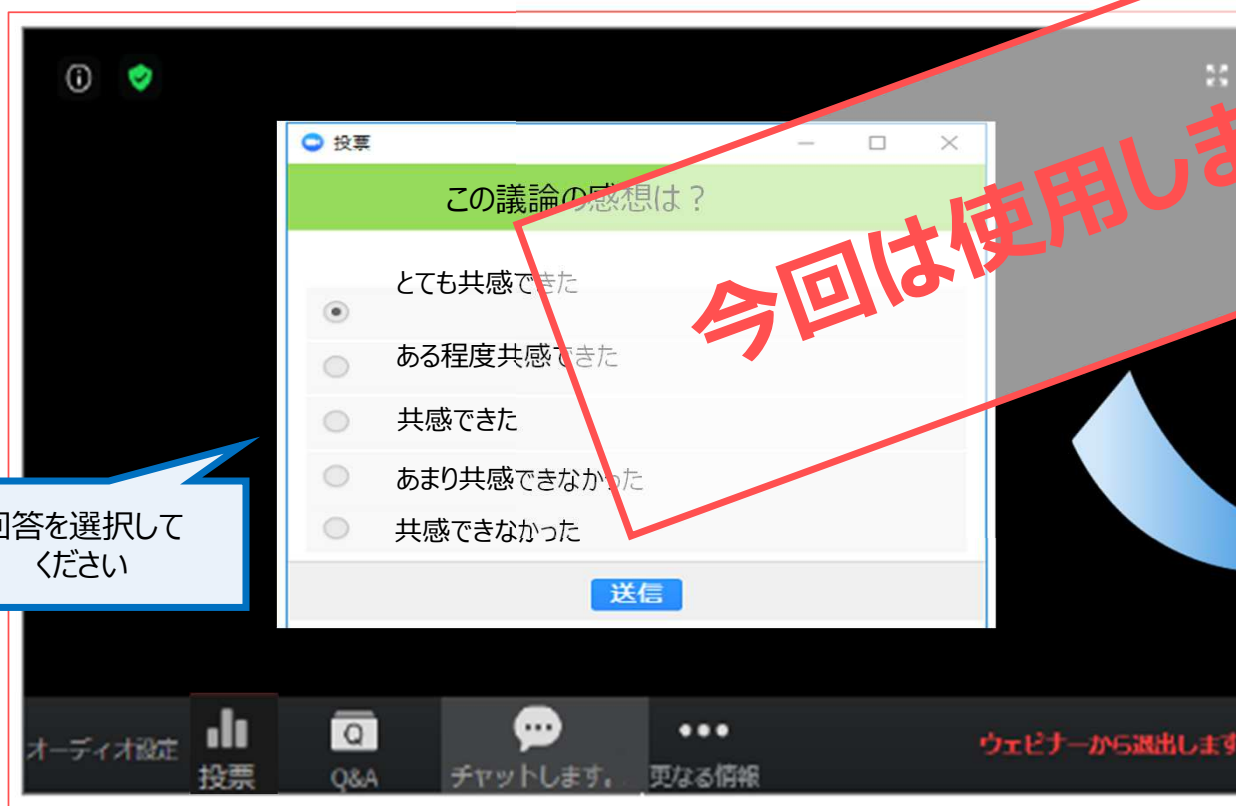 投票
この議論の感想は？
今回は使用しま
とても共感できた
ある程度共感できた
共感できた
あまり共感できなかった
共感できなかった
回答を選択して
ください
送信
オーディオ設定
投票
Q
Q&A
チャットします。
更なる情報
ウェビナーから退出します